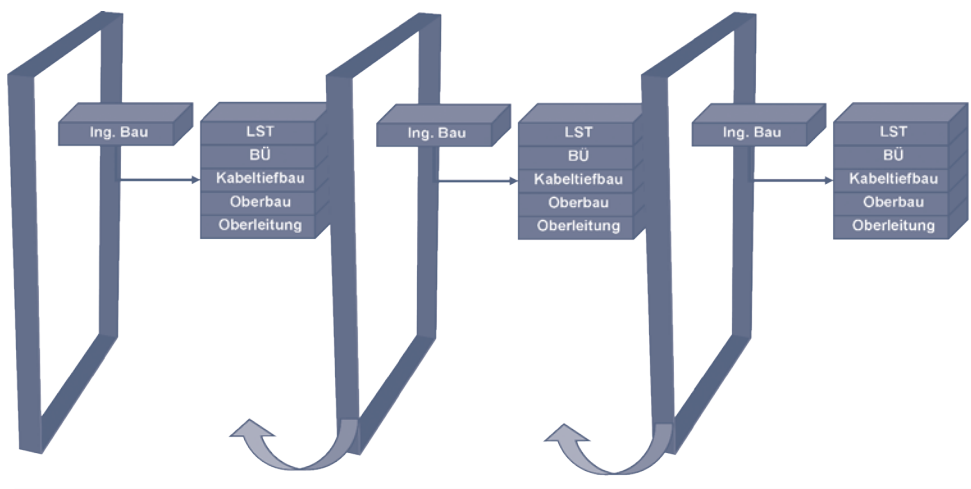 Ing. Bau
LST
BÜ
Kabeltiefbau
Oberbau
Oberleitung
Ing. Bau
LST
BÜ
Kabeltiefbau
Oberbau
Oberleitung
Ing. Bau
LST
BÜ
Kabeltiefbau
Oberbau
Oberleitung